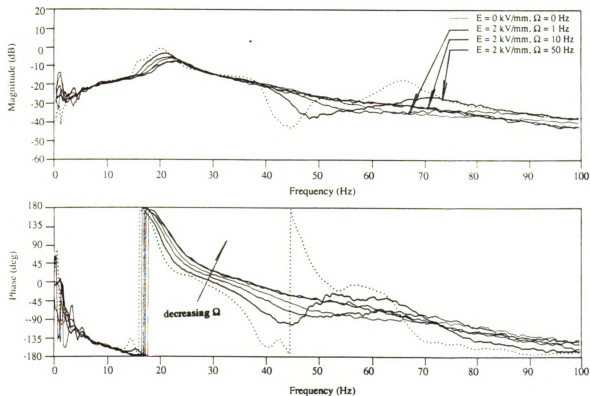 20
10
0
-10
-20
-30
-40
-50
-60
Magnitude (dB)
E = 0 kV/mm, Ω = 0 Hz
E = 2 kV/mm, Ω = 1 Hz
E = 2 kV/mm, Ω = 10 Hz
E = 2 kV/mm, Ω = 50 Hz
0 10 20 30 40 50 60 70 80 90 100
Frequency (Hz)
180
135
90
45
0
-45
-90
-135
-180
Phase (deg)
decreasing Ω
0 10 20 30 40 50 60 70 80 90 100
Frequency (Hz)